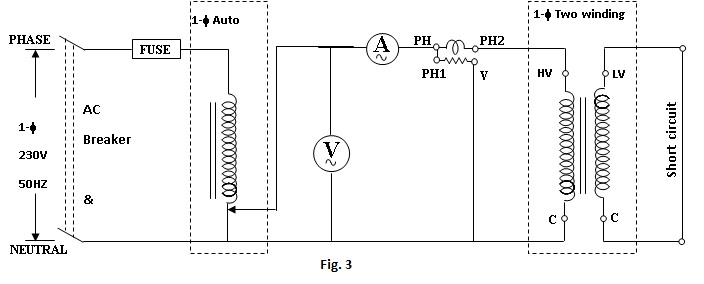 1-ϕ Auto
1-ϕ Two winding
PHASE
FUSE
A
~
PH
PH2
PH1
V
HV
LV
AC
Breaker
&
1-ϕ
230V
50HZ
V
~
Short circuit
C
C
NEUTRAL
Fig. 3